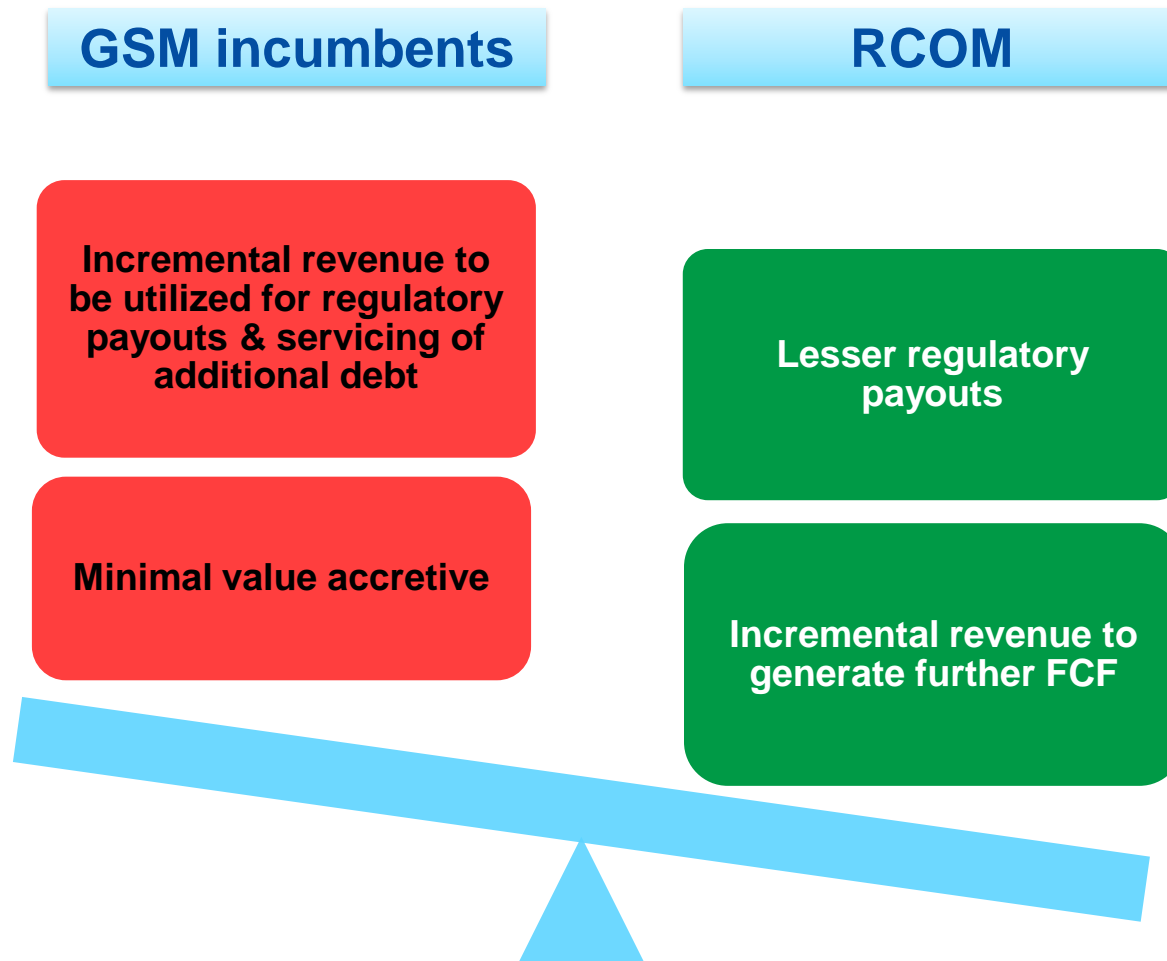 GSM incumbents
RCOM
Incremental revenue to
be utilized for regulatory
payouts & servicing of
additional debt
Minimal value accretive
Lesser regulatory
payouts
Incremental revenue to
generate further FCF